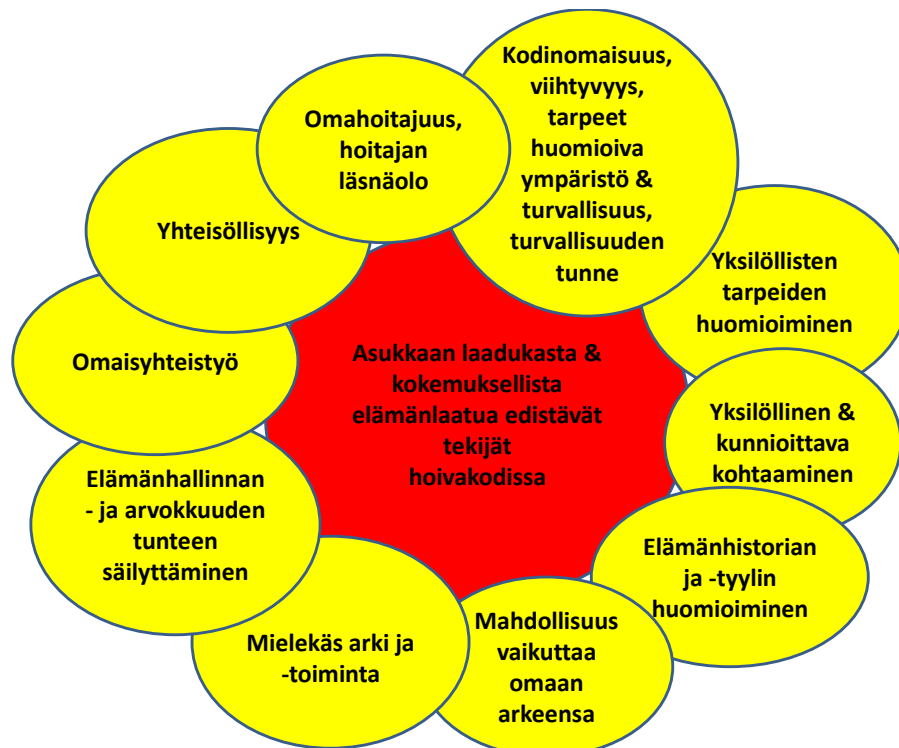 Kodinomaisuus,
viihtyvyys,
tarpeet
huomioiva
ympäristö &
turvallisuus,
turvallisuuden
tunne
Omahoitajuus,
hoitajan
läsnäolo
Yhteisöllisyys
Yksilöllisten
tarpeiden
huomioiminen
Omaisyhteistyö
Asukkaan laadukasta &
kokemuksellista
elämänlaatua edistävät
tekijät
hoivakodissa
Yksilöllinen &
kunnioittava
kohtaaminen
Elämänhallinnan
- ja arvokkuuden
tunteen
säilyttäminen
Elämänhistorian
ja -tyylin
huomioiminen
Mielekäs arki ja
-toiminta
Mahdollisuus
vaikuttaa
omaan
arkeensa